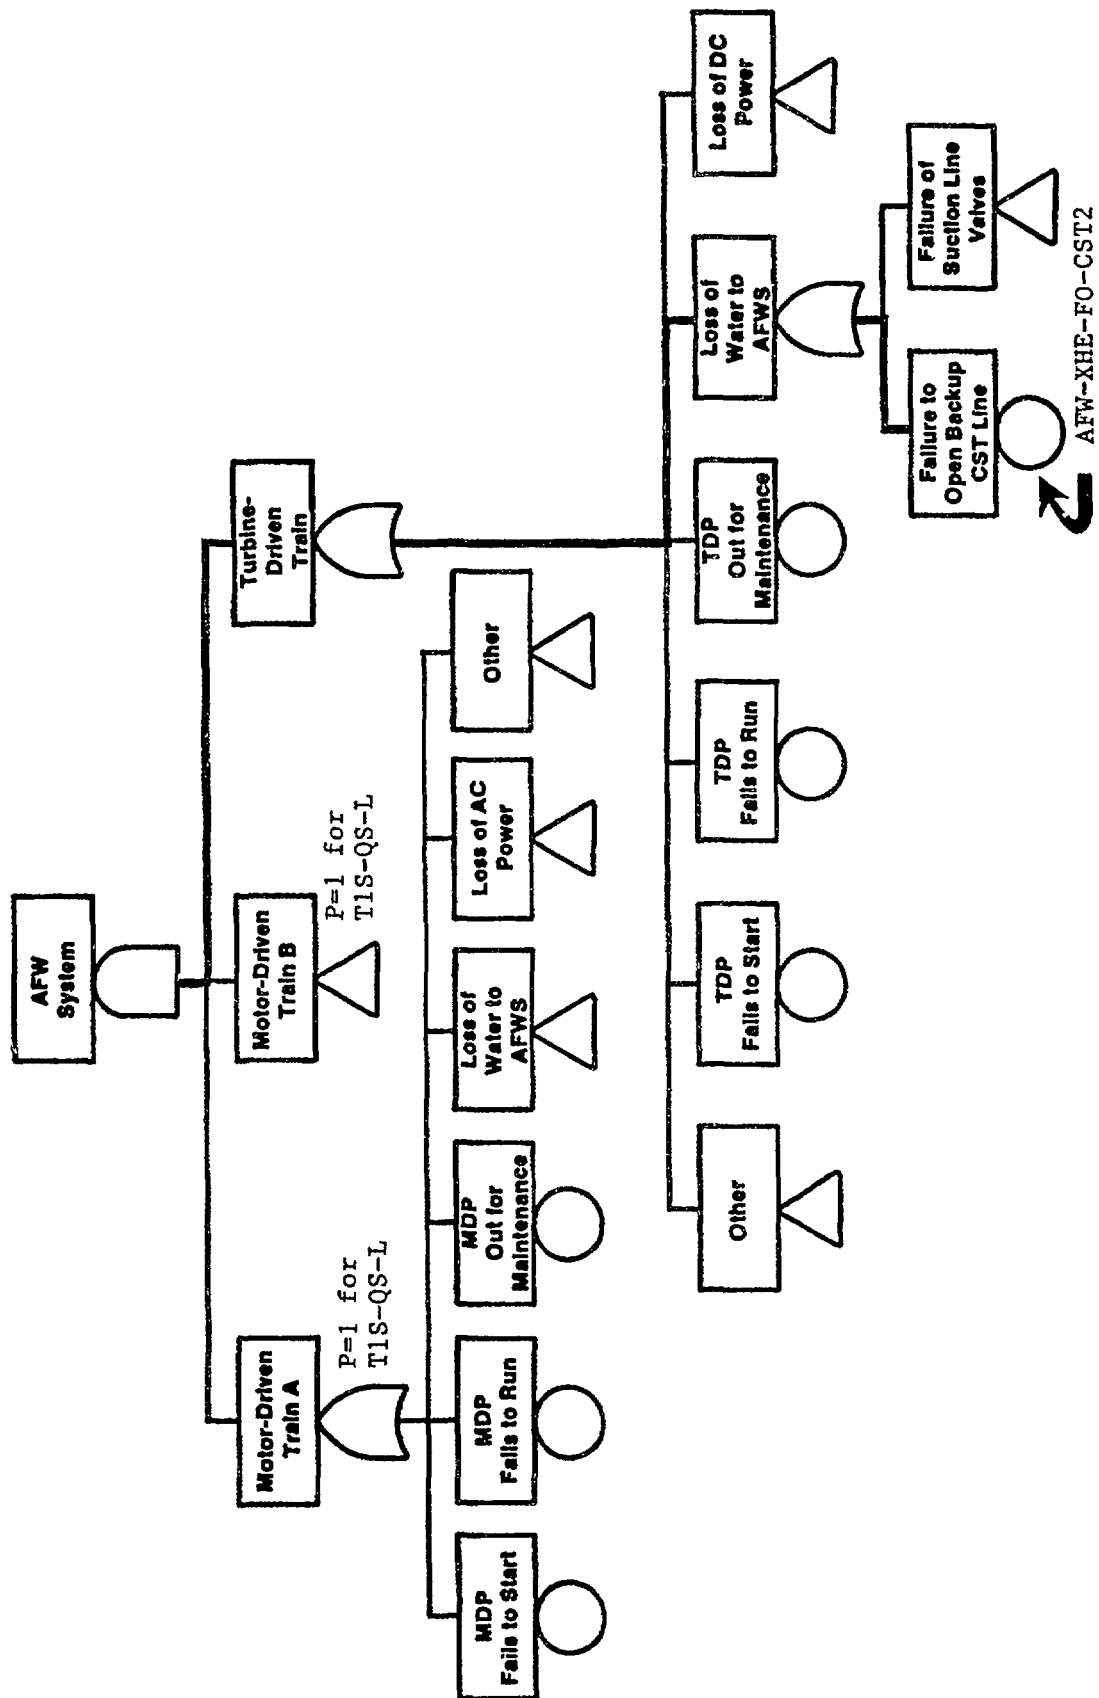 AFW
System
Motor-Driven
Train A
P=1 for
T1S-QS-L
Motor-Driven
Train B
P=1 for
T1S-QS-L
Turbine-
Driven
Train
MDP
Fails to Start
MDP
Fails to Run
MDP
Out for
Maintenance
Loss of
Water to
AFWS
Loss of AC
Power
Other
Other
TDP
Fails to Start
TDP
Fails to Run
TDP
Out for
Maintenance
Loss of
Water to
AFWS
Loss of DC
Power
Failure to
Open Backup
CST Line
Failure of
Suction Line
Valves
AFW-XHE-FO-CST2